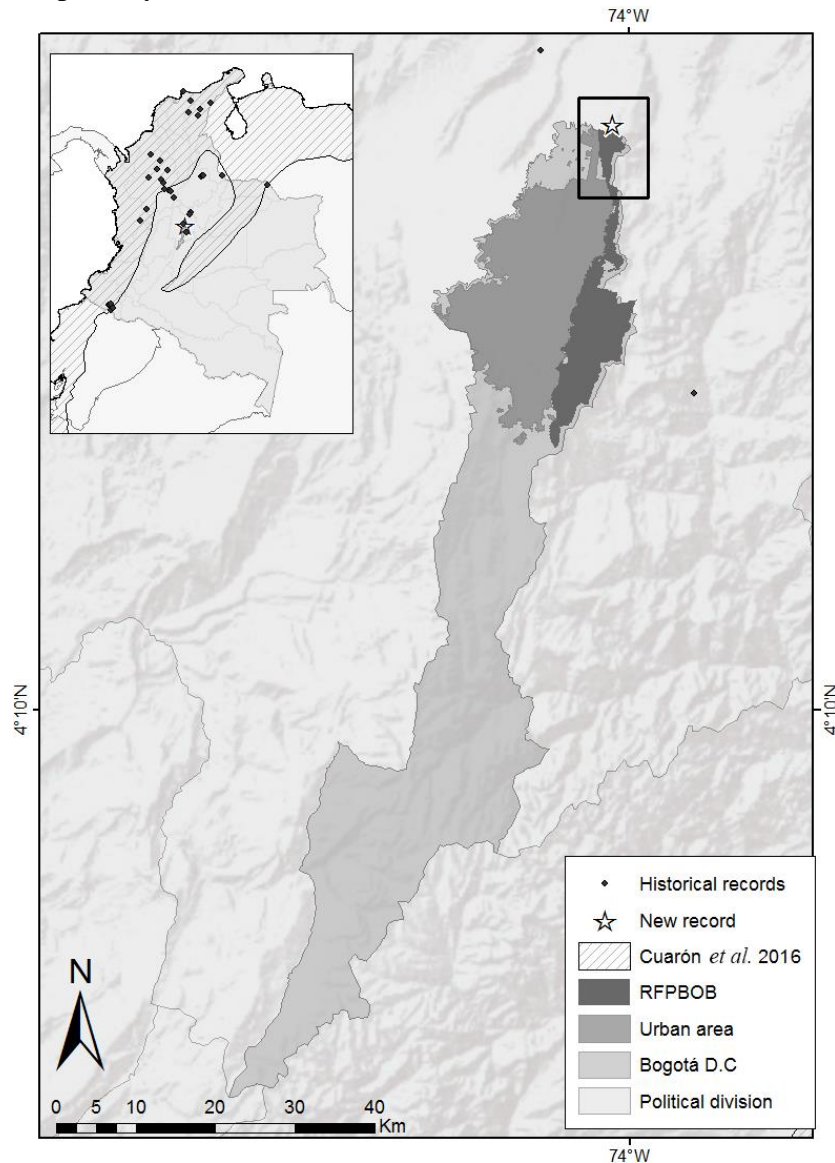 74°W
4°10'N
4°10'N
Historical records
New record
Cuarón et al. 2016
RFPBOB
Urban area
Bogotá D.C
Political division
N
0 5 10 20 30 40
Km
74°W